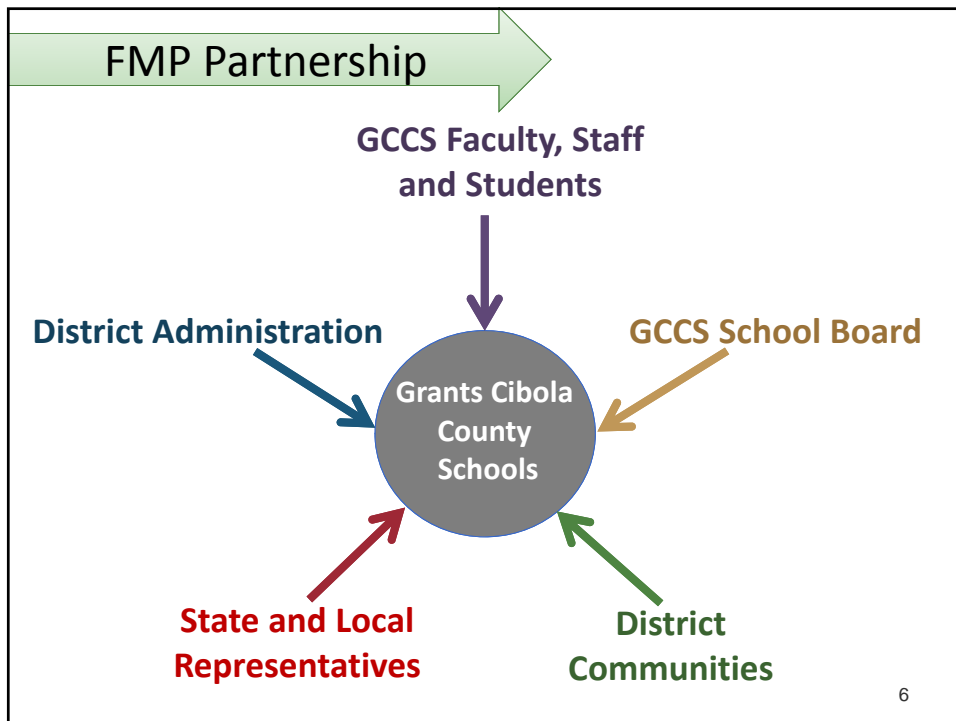 FMP Partnership
GCCS Faculty, Staff
and Students
District Administration
GCCS School Board
Grants Cibola
County
Schools
State and Local
Representatives
District
Communities
6